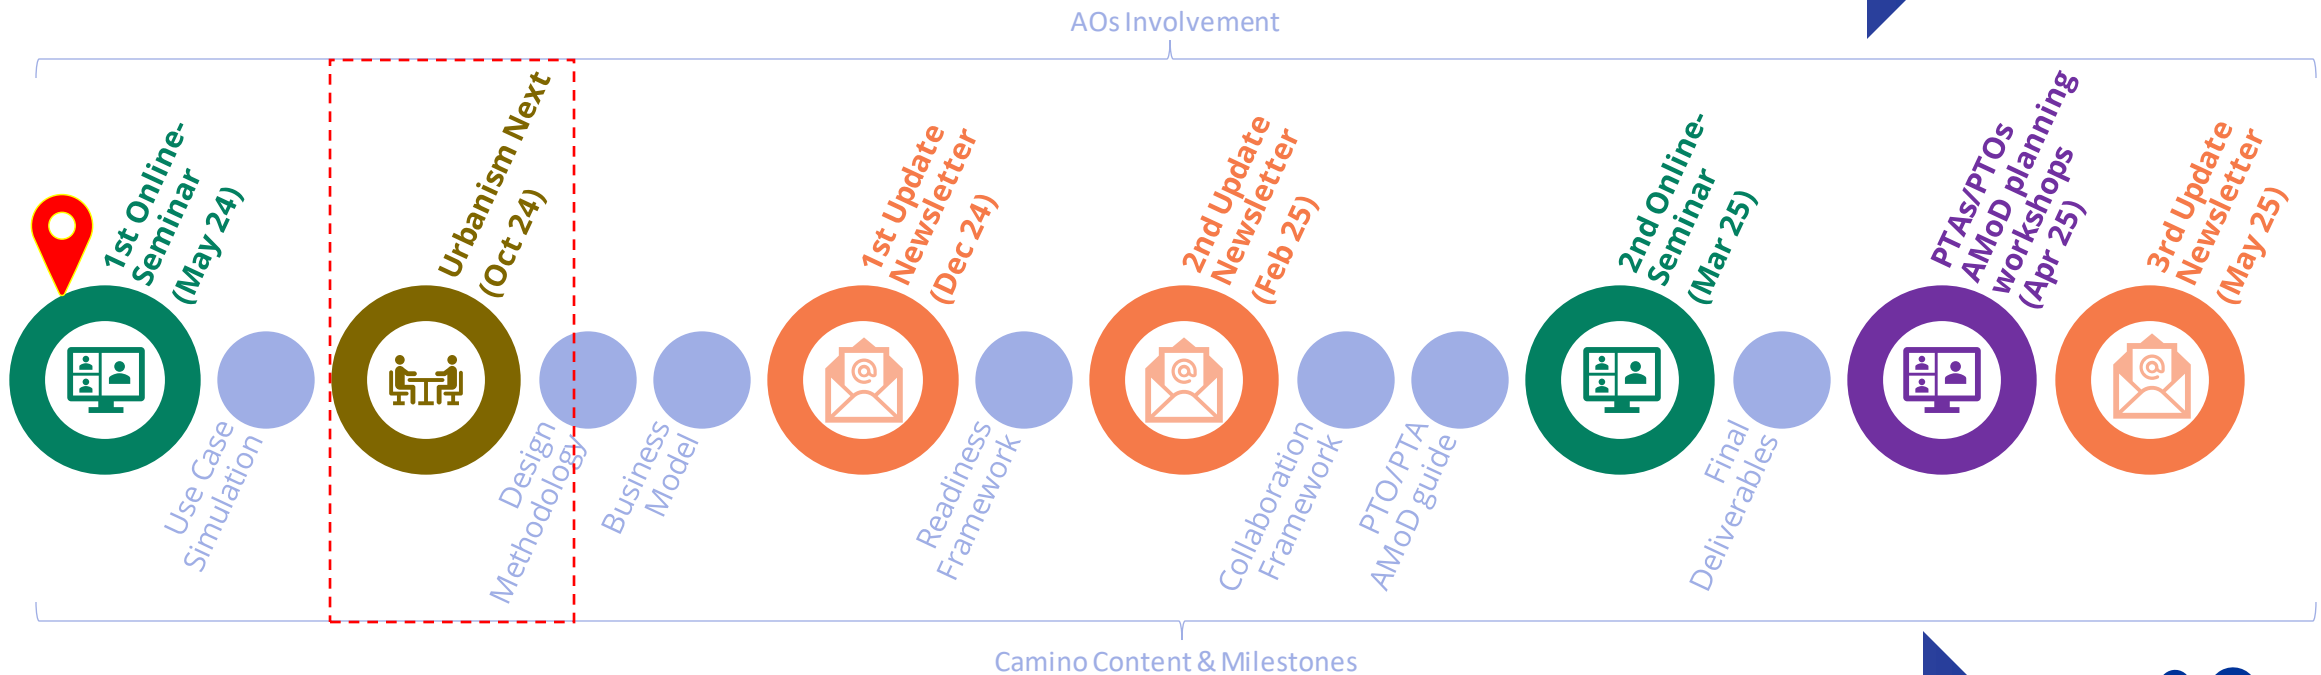 AOs Involvement
1st Online-
Seminar
(May 24)
Urbanism Next
(Oct 24)
1st Update
Newsletter
(Dec 24)
2nd Update
Newsletter
(Feb 25)
2nd Online-
Seminar
(Mar 25)
PTAs/PTOs
AMoD planning
workshops
(Apr 25)
3rd Update
Newsletter
(May 25)
@
@
@
Use Case
Simulation
Design
Methodology
Business
Model
Readiness
Framework
Collaboration
Framework
PTO/PTA
AMoD guide
Final
Deliverables
Camino Content & Milestones